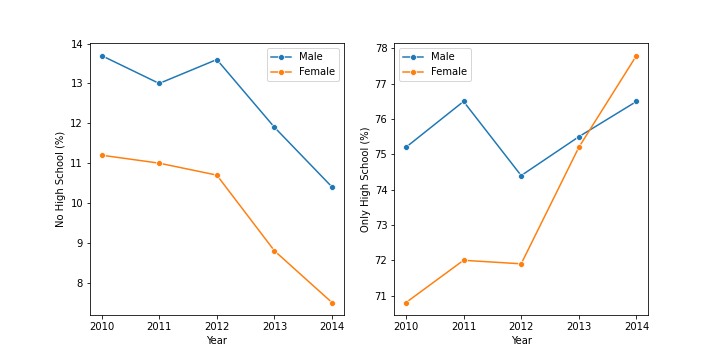 14
13
12
11
10
9
8
No High School (%)
2010 2011 2012 2013 2014
Year
Male
Female
78
77
76
75
74
73
72
71
Only High School (%)
2010 2011 2012 2013 2014
Year
Male
Female